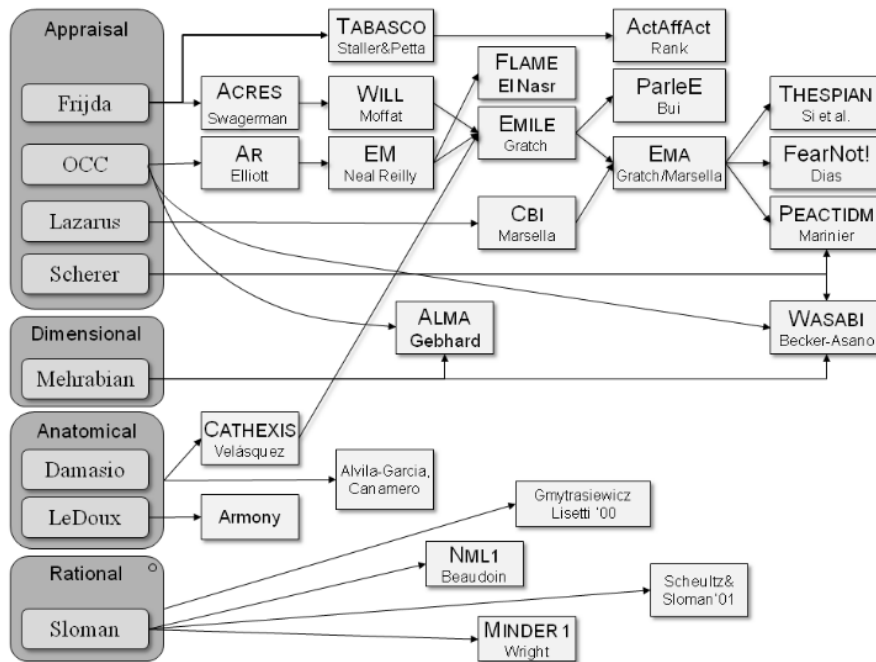 Appraisal
Frijda
OCC
Lazarus
Scherer
TABASCO
Staller&Petta
ActAffAct
Rank
ACRES
Swagerman
WILL
Moffat
FLAME
El Nasr
ParleE
Bui
THESPIAN
Si et al.
AR
Elliott
EM
Neal Reilly
EMILE
Gratch
EMA
Gratch/Marsella
FearNot!
Dias
CBI
Marsella
PEACTIDM
Marinier
Dimensional
Mehrabian
ALMA
Gebhard
WASABI
Becker-Asano
Anatomical
Damasio
LeDoux
CATHEXIS
Velásquez
Alvila-Garcia,
Canamero
Armony
Gmytrasiewicz
Lisetti '00
Rational
Sloman
NML1
Beaudoin
Scheultz&
Sloman'01
MINDER 1
Wright